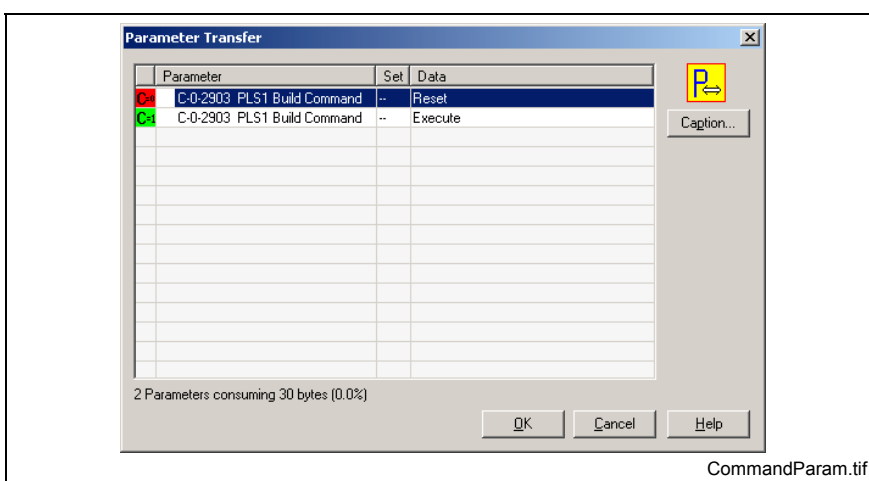 Parameter Transfer
Parameter Set Data
C=0 C-0-2903 PLS1 Build Command -- Reset
C=1 C-0-2903 PLS1 Build Command -- Execute
P
Caption...
2 Parameters consuming 30 bytes (0.0%)
OK Cancel Help
CommandParam.tif